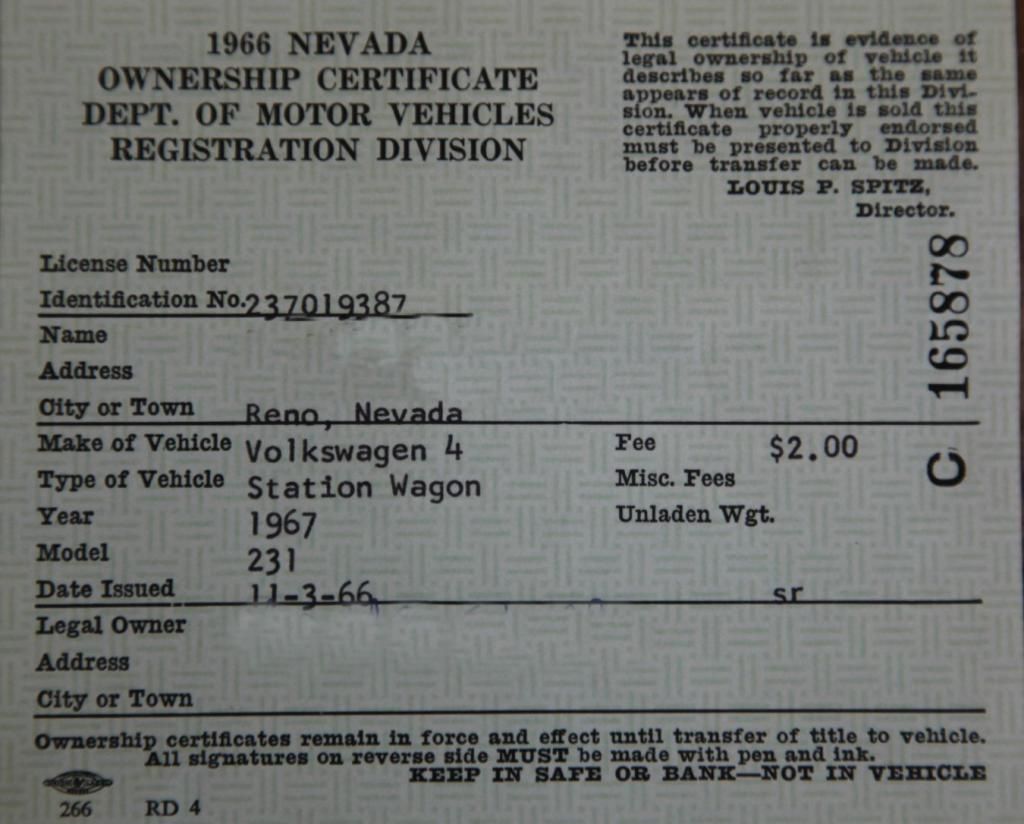 1966 NEVADA
OWNERSHIP CERTIFICATE
DEPT. OF MOTOR VEHICLES
REGISTRATION DIVISION
This certificate is evidence of
legal ownership of vehicle it
describes so far as the same
appears of record in this Divi-
sion. When vehicle is sold this
certificate properly endorsed
must be presented to Division
before transfer can be made.
LOUIS P. SPITZ,
Director.
C 165878
License Number
Identification No. 237019387
Name
Address
City or Town Reno, Nevada
Make of Vehicle Volkswagen 4 Fee $2.00
Type of Vehicle Station Wagon Misc. Fees
Year 1967 Unladen Wgt.
Model 231
Date Issued 11-3-66 sr
Legal Owner
Address
City or Town
Ownership certificates remain in force and effect until transfer of title to vehicle.
All signatures on reverse side MUST be made with pen and ink.
KEEP IN SAFE OR BANK—NOT IN VEHICLE
266 RD 4